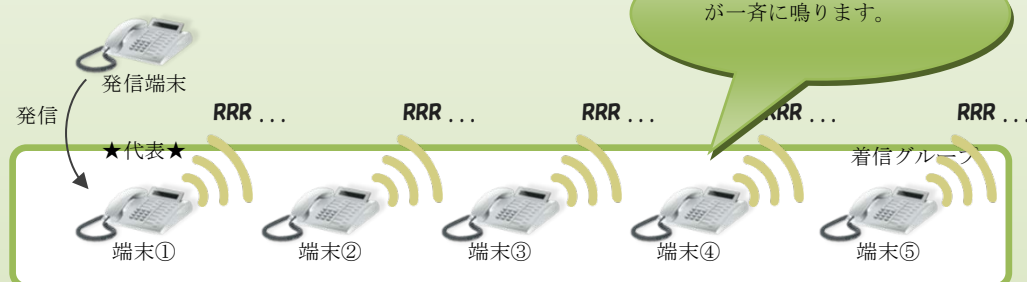 が一斉に鳴ります。
発信端末
発信
RRR... RRR... RRR... RRR... RRR...
★代表★
着信グループ
端末① 端末② 端末③ 端末④ 端末⑤